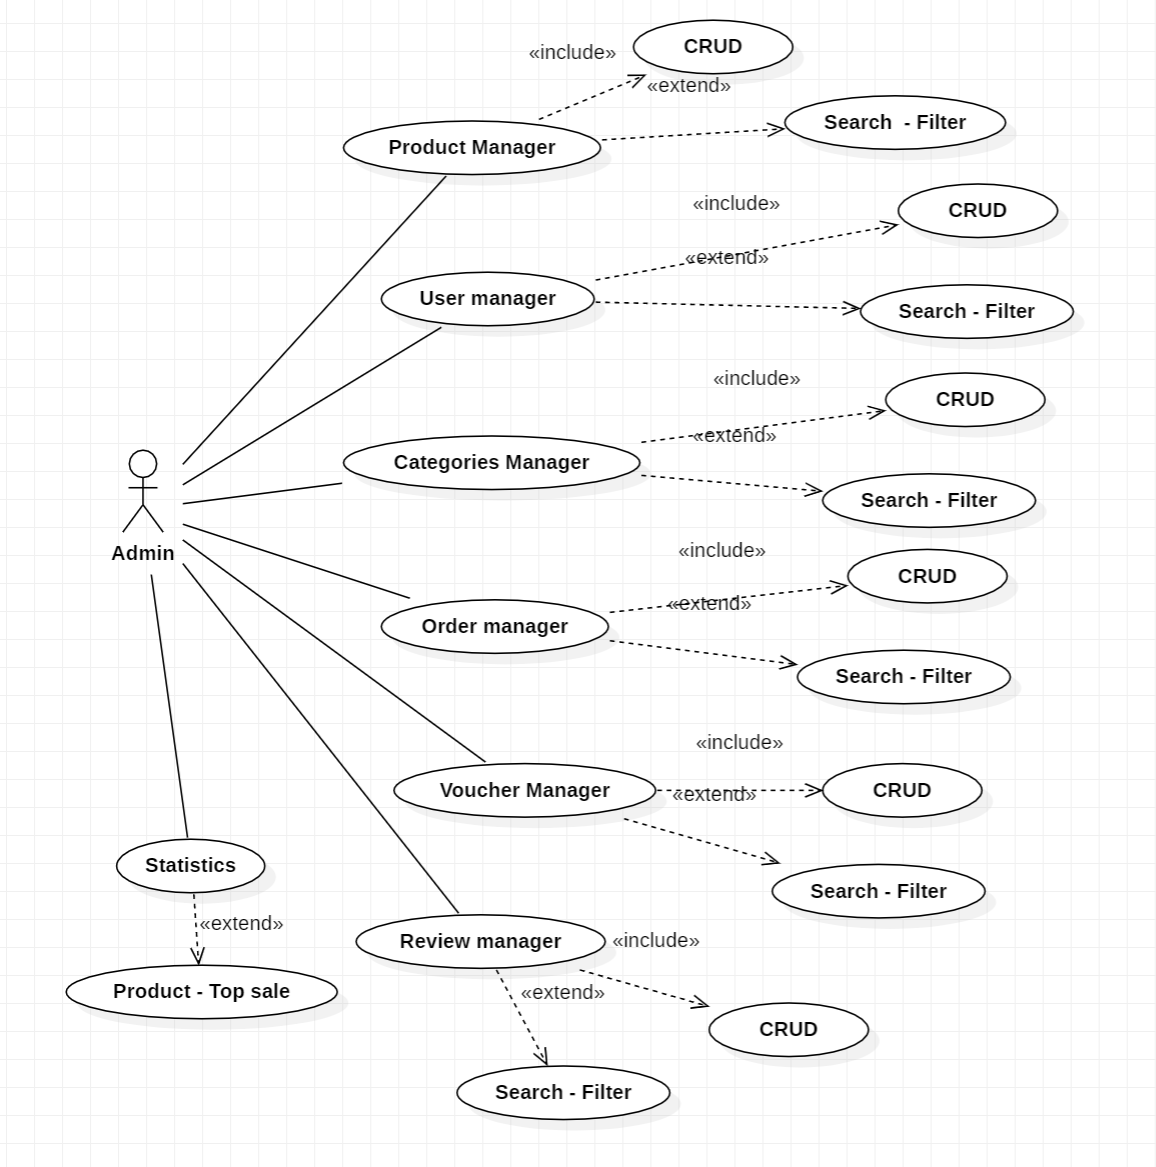 «include»
CRUD
«extend»
Search  - Filter
Product Manager
«include»
CRUD
«extend»
User manager
Search - Filter
«include»
CRUD
«extend»
Categories Manager
Search - Filter
Admin
«include»
CRUD
«extend»
Order manager
Search - Filter
«include»
CRUD
«extend»
Voucher Manager
Statistics
Search - Filter
«extend»
Review manager
«include»
Product - Top sale
«extend»
CRUD
Search - Filter